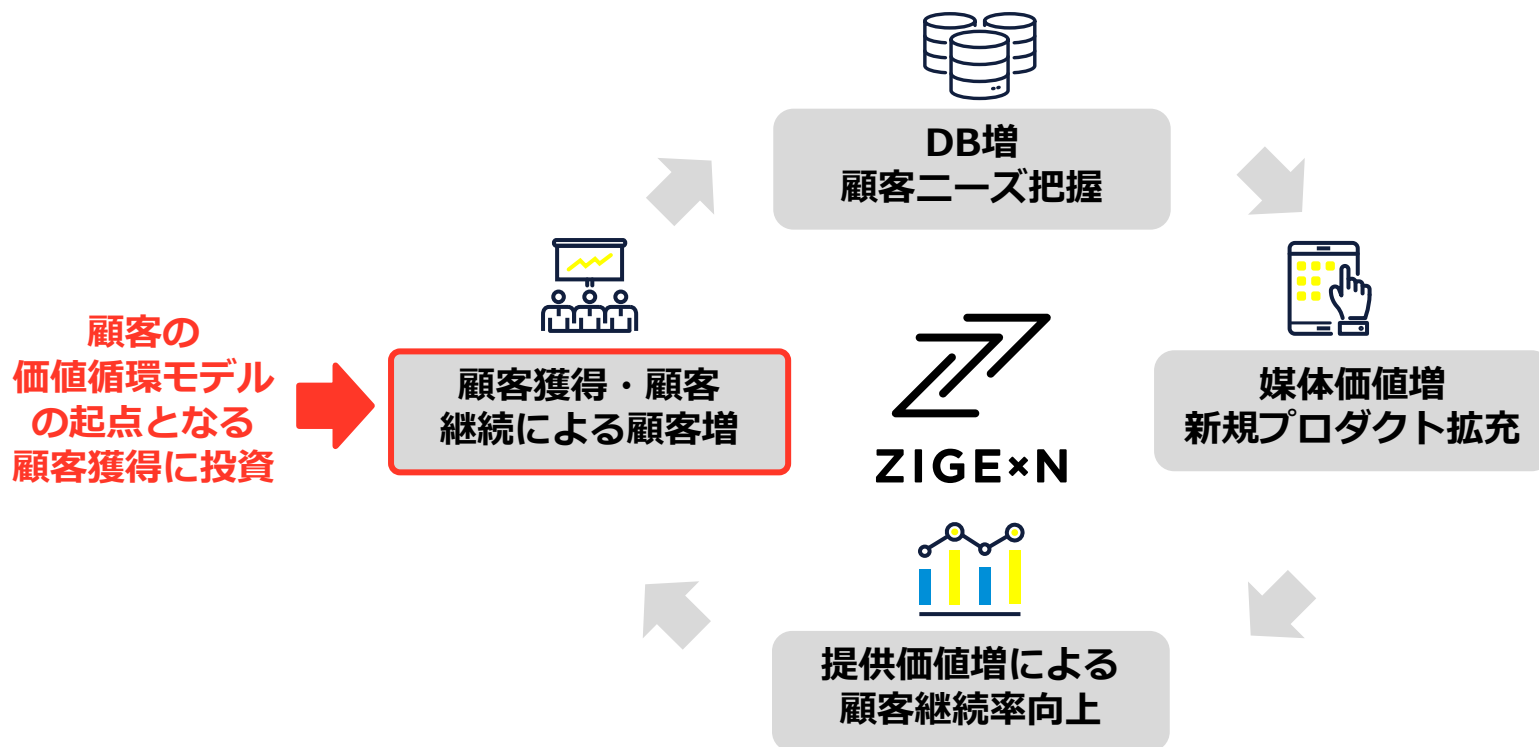 DB増
顧客ニーズ把握
顧客の
価値循環モデル
の起点となる
顧客獲得に投資
顧客獲得・顧客
継続による顧客増
ZIGE×N
媒体価値増
新規プロダクト拡充
提供価値増による
顧客継続率向上